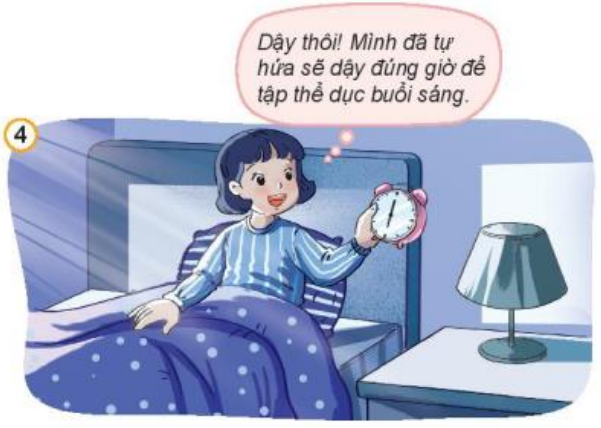 Dậy thôi! Mình đã tự
hứa sẽ dậy đúng giờ để
tập thể dục buổi sáng.
4